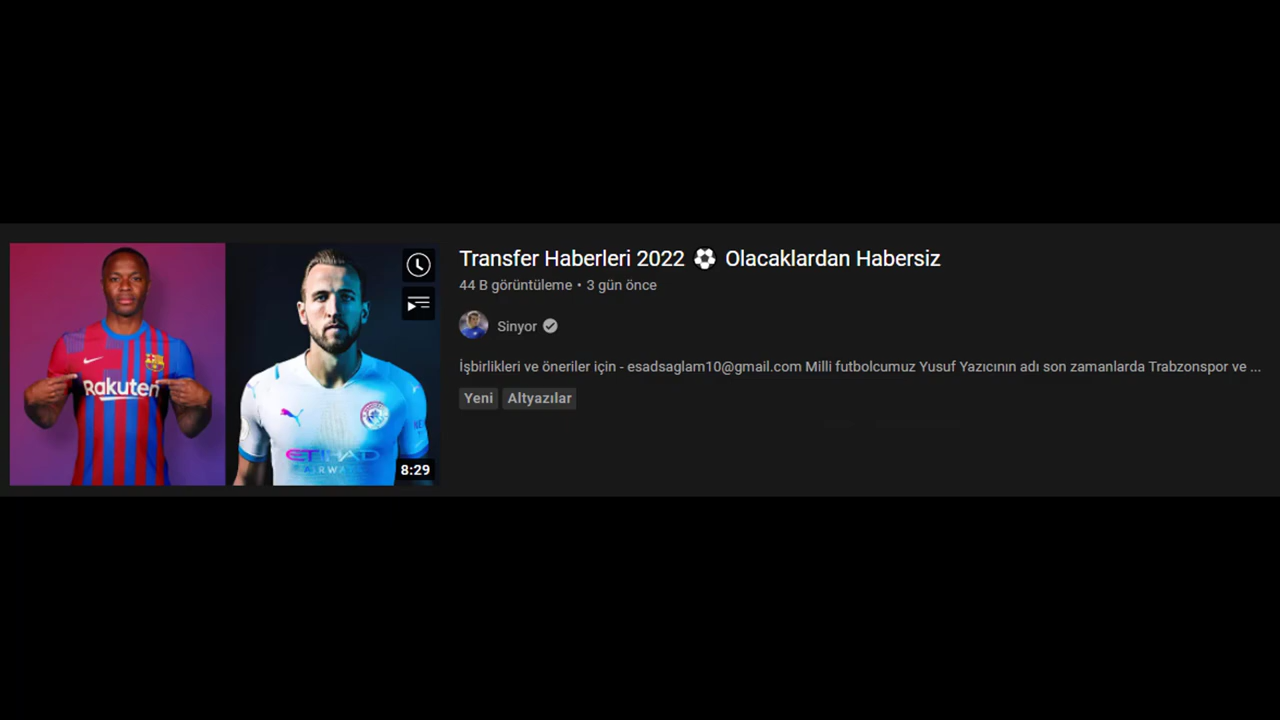 Transfer Haberleri 2022 ⚽ Olacaklardan Habersiz
44 B görüntüleme • 3 gün önce
Sinyor
İşbirlikleri ve öneriler için - esadsaglam10@gmail.com Milli futbolcumuz Yusuf Yazıcının adı son zamanlarda Trabzonspor ve ...
Yeni Altyazılar
Rakuten
ETIHAD
AIRWAYS
8:29